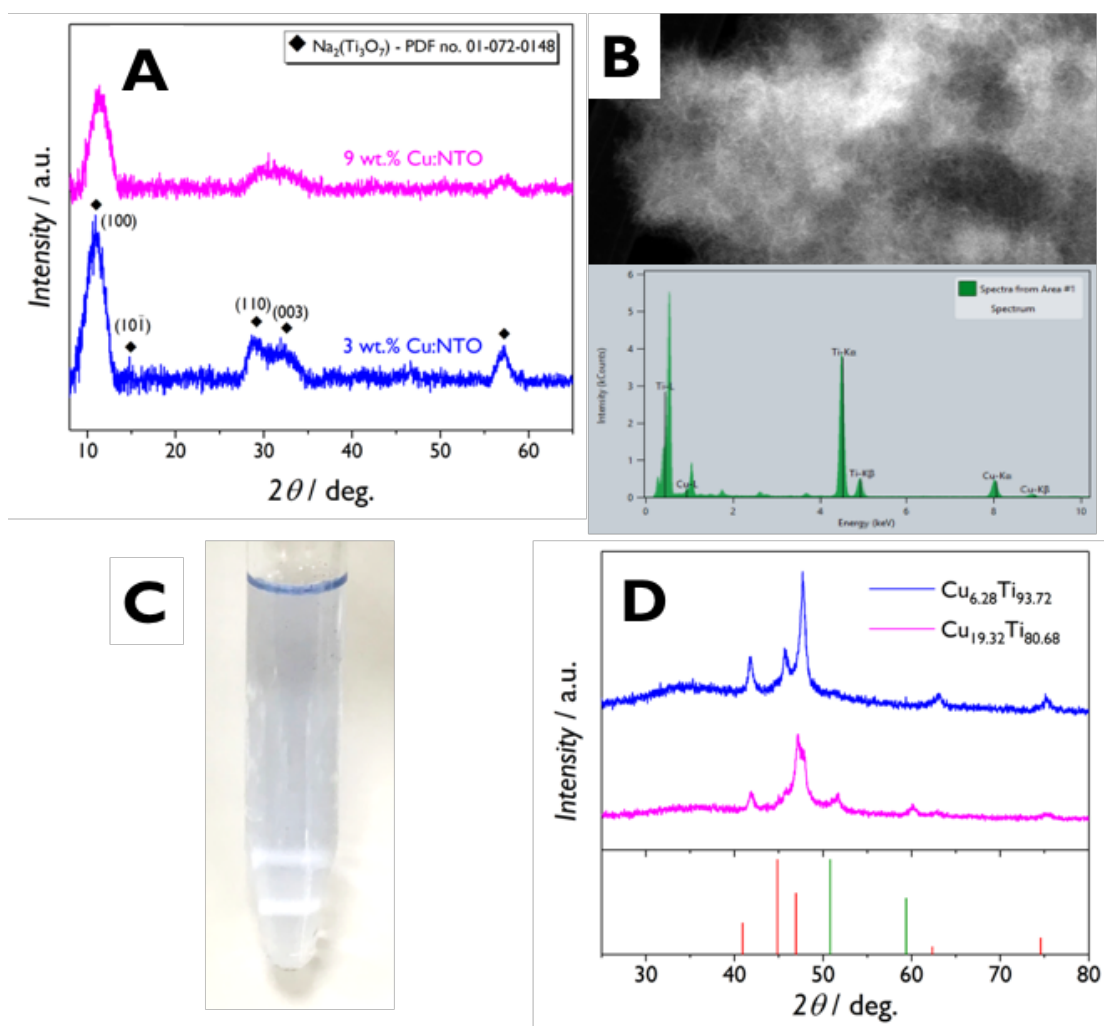 A
◆ Na₂(Ti₃O₇) - PDF no. 01-072-0148
9 wt.% Cu:NTO
(100)
(101̄)
(110)
(003)
3 wt.% Cu:NTO
Intensity / a.u.
10 20 30 40 50 60
2θ / deg.
B
Spectra from Area #1
Spectrum
Intensity (kCounts)
6
5
4
3
2
1
0
Ti-L
Cu-L
Ti-Kα
Ti-Kβ
Cu-Kα
Cu-Kβ
0 2 4 6 8 10
Energy (keV)
C
D
Cu₆.₂₈Ti₉₃.₇₂
Cu₁₉.₃₂Ti₈₀.₆₈
Intensity / a.u.
30 40 50 60 70 80
2θ / deg.